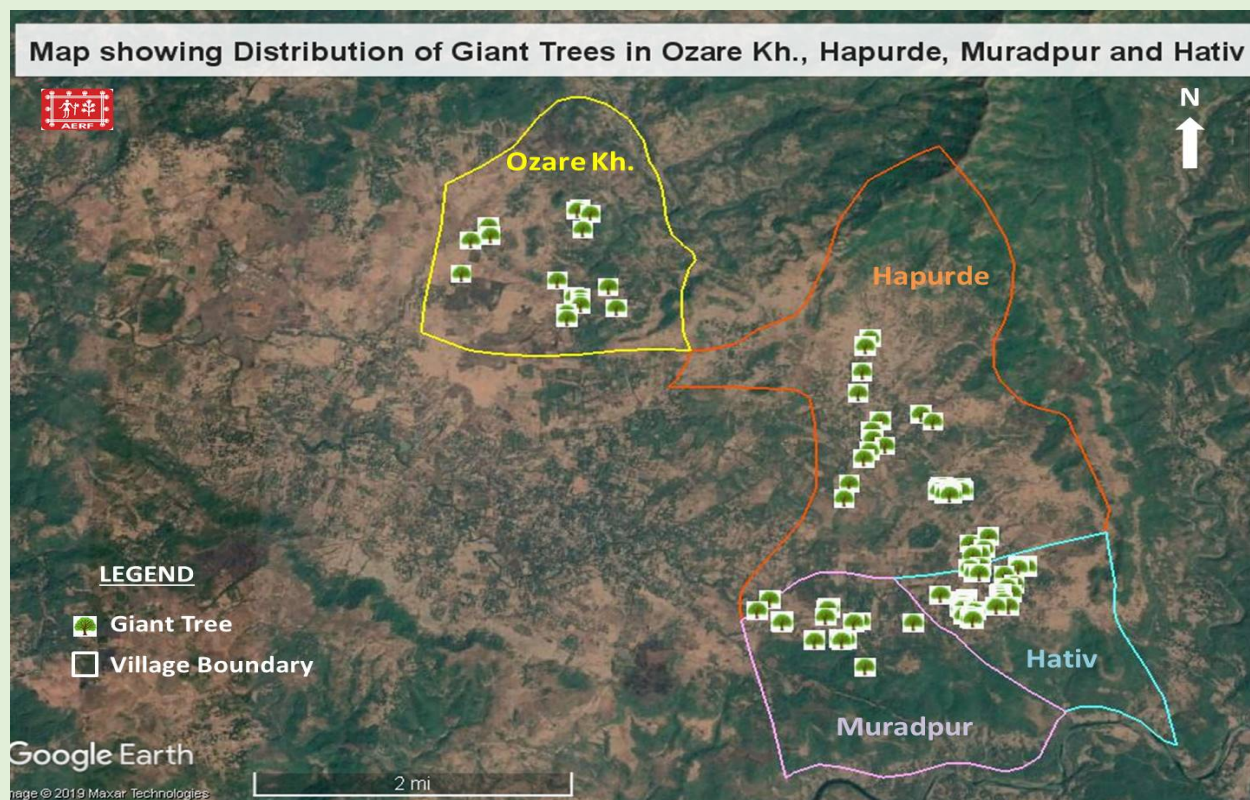 Map showing Distribution of Giant Trees in Ozare Kh., Hapurde, Muradpur and Hativ
AERF
N
Ozare Kh.
Hapurde
LEGEND
Giant Tree
Village Boundary
Hativ
Muradpur
Google Earth
2 mi
mage © 2019 Maxar Technologies